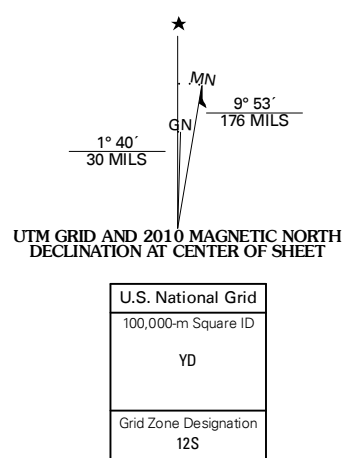 ★
MN
GN
9° 53´
176 MILS
1° 40´
30 MILS
UTM GRID AND 2010 MAGNETIC NORTH
DECLINATION AT CENTER OF SHEET
U.S. National Grid
100,000-m Square ID
YD
Grid Zone Designation
12S